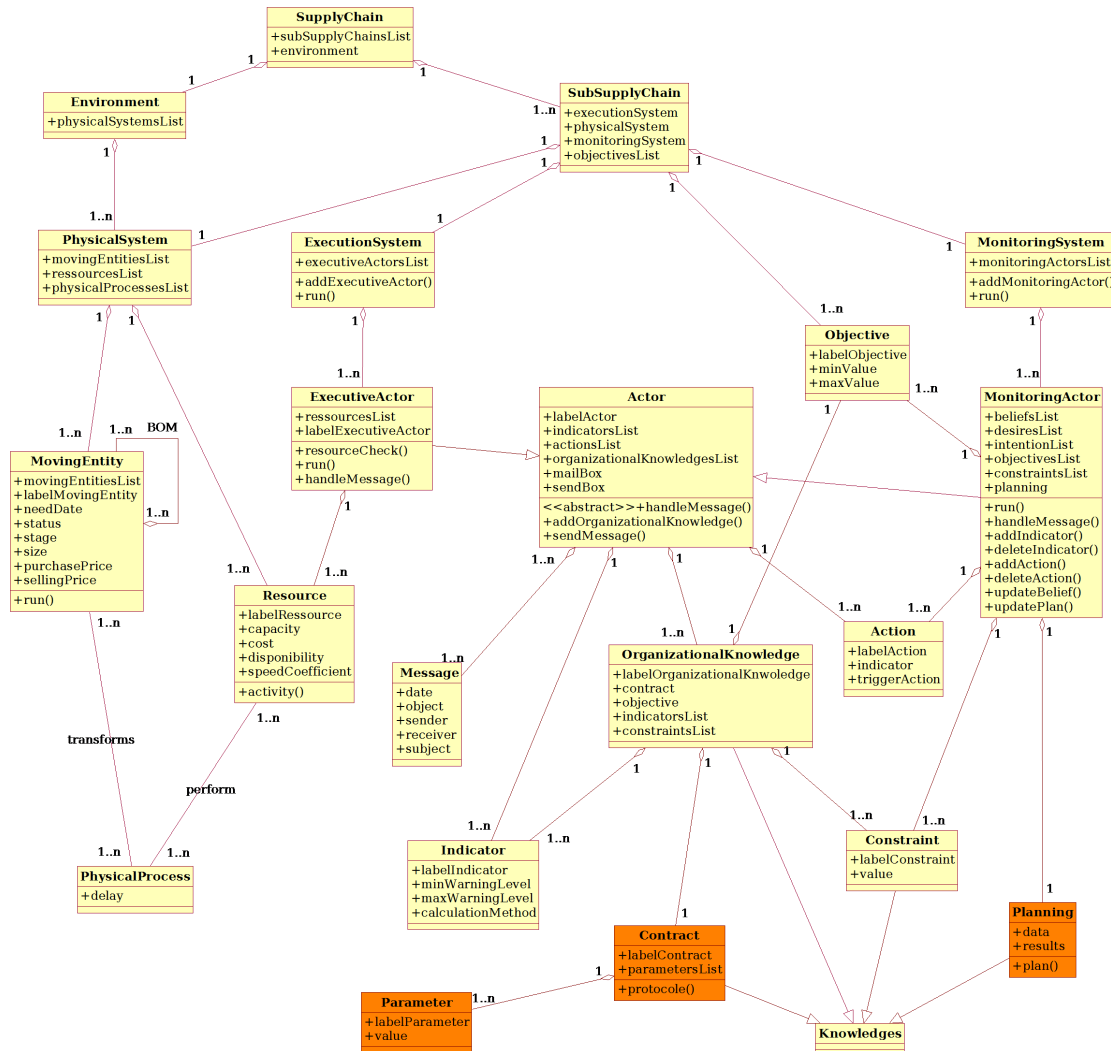 SupplyChain
+subSupplyChainsList
+environment
1
1
1
1..n
Environment
+physicalSystemsList
1
1..n
SubSupplyChain
+executionSystem
+physicalSystem
+monitoringSystem
+objectivesList
1
1
1
1
1
1
1
1..n
PhysicalSystem
+movingEntitiesList
+ressourcesList
+physicalProcessesList
1
1
ExecutionSystem
+executiveActorsList
+addExecutiveActor()
+run()
1
1..n
MonitoringSystem
+monitoringActorsList
+addMonitoringActor()
+run()
1
1..n
Objective
+labelObjective
+minValue
+maxValue
1
1..n
1
ExecutiveActor
+ressourcesList
+labelExecutiveActor
+resourceCheck()
+run()
+handleMessage()
1
1..n
Actor
+labelActor
+indicatorsList
+actionsList
+organizationalKnowledgesList
+mailBox
+sendBox
<<abstract>>+handleMessage()
+addOrganizationalKnowledge()
+sendMessage()
1..n
1
1
1
MonitoringActor
+beliefsList
+desiresList
+intentionList
+objectivesList
+constraintsList
+planning
+run()
+handleMessage()
+addIndicator()
+deleteIndicator()
+addAction()
+deleteAction()
+updateBelief()
+updatePlan()
1
1
1
1..n
1..n
BOM
1..n
1..n
MovingEntity
+movingEntitiesList
+labelMovingEntity
+needDate
+status
+stage
+size
+purchasePrice
+sellingPrice
+run()
1..n
1..n
Resource
+labelRessource
+capacity
+cost
+disponibility
+speedCoefficient
+activity()
1..n
1..n
Message
+date
+object
+sender
+receiver
+subject
1..n
1
OrganizationalKnowledge
+labelOrganizationalKnwoledge
+contract
+objective
+indicatorsList
+constraintsList
1
1
1
1..n
Action
+labelAction
+indicator
+triggerAction
transforms
perform
1..n
1..n
PhysicalProcess
+delay
1..n
1..n
Indicator
+labelIndicator
+minWarningLevel
+maxWarningLevel
+calculationMethod
1..n
1..n
Constraint
+labelConstraint
+value
1
Contract
+labelContract
+parametersList
+protocole()
1
1..n
Parameter
+labelParameter
+value
1
Planning
+data
+results
+plan()
Knowledges